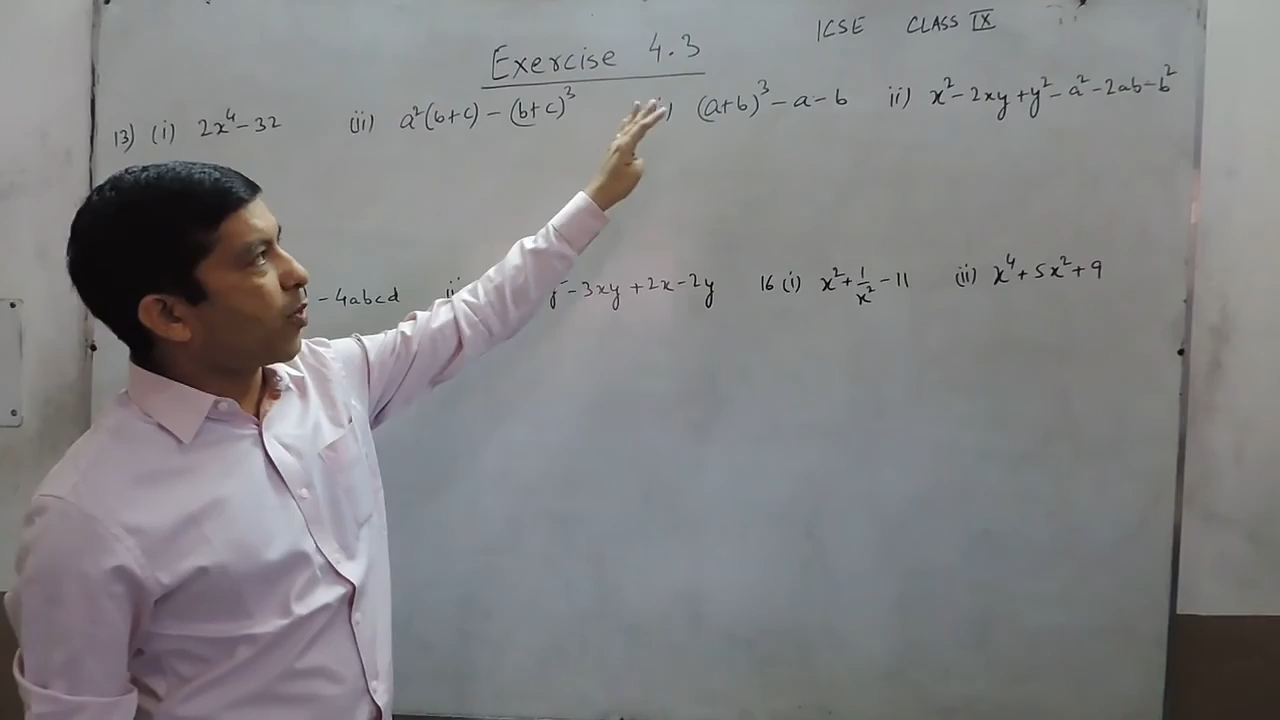 ICSE CLASS IX
Exercise 4.3
13) (i) 2x⁴-32 (ii) a²(b+c) - (b+c)³ ) (a+b)³ - a - b ii) x² - 2xy + y² - a² - 2ab - b²
- 4abcd - 3xy + 2x - 2y 16 (i) x² + 1/x² - 11 (ii) x⁴ + 5x² + 9